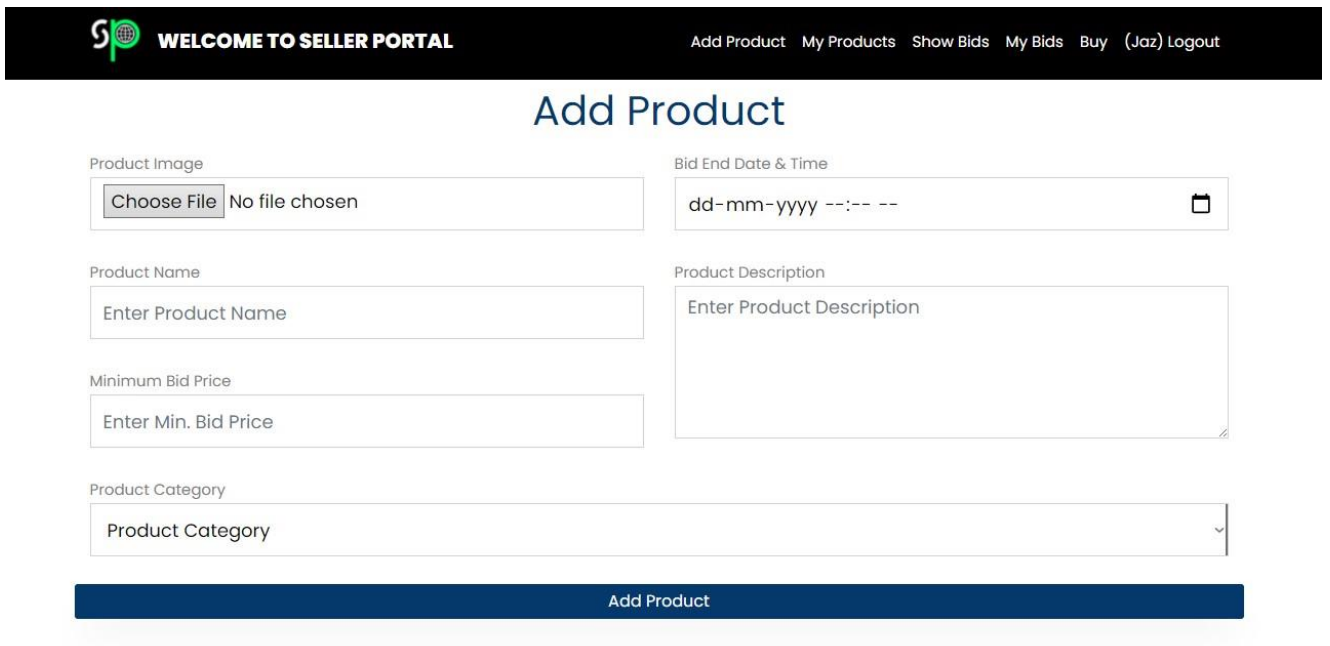 sp WELCOME TO SELLER PORTAL
Add Product My Products Show Bids My Bids Buy (Jaz) Logout
Add Product
Product Image
Choose File No file chosen
Bid End Date & Time
dd-mm-yyyy --:-- --
Product Name
Enter Product Name
Product Description
Enter Product Description
Minimum Bid Price
Enter Min. Bid Price
Product Category
Product Category
Add Product